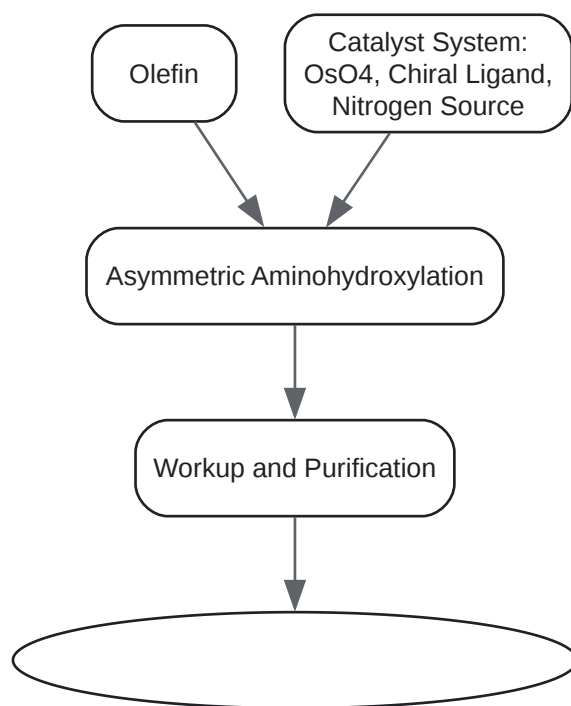 Olefin
Catalyst System:
OsO4, Chiral Ligand,
Nitrogen Source
Asymmetric Aminohydroxylation
Workup and Purification